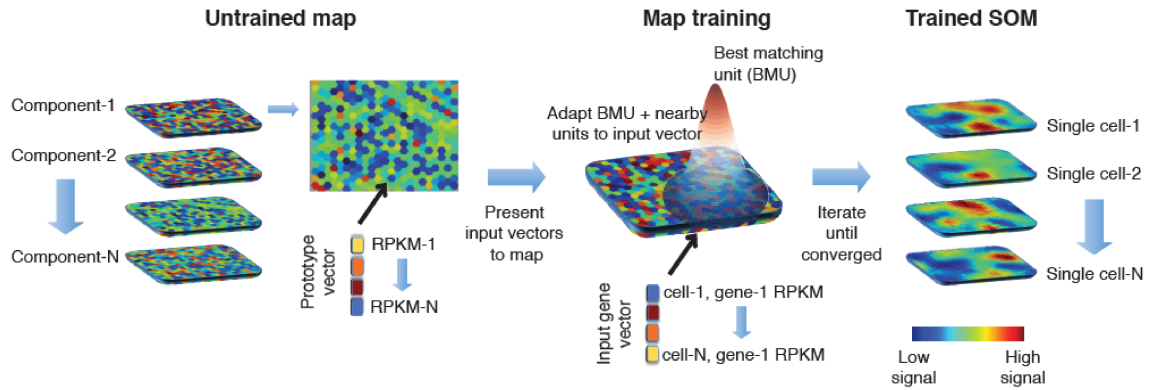 Untrained map
Component-1
Component-2
Component-N
Prototype
vector
RPKM-1
RPKM-N
Present
input vectors
to map
Map training
Best matching
unit (BMU)
Adapt BMU + nearby
units to input vector
Input gene
vector
cell-1, gene-1 RPKM
cell-N, gene-1 RPKM
Iterate
until
converged
Trained SOM
Single cell-1
Single cell-2
Single cell-N
Low
signal
High
signal